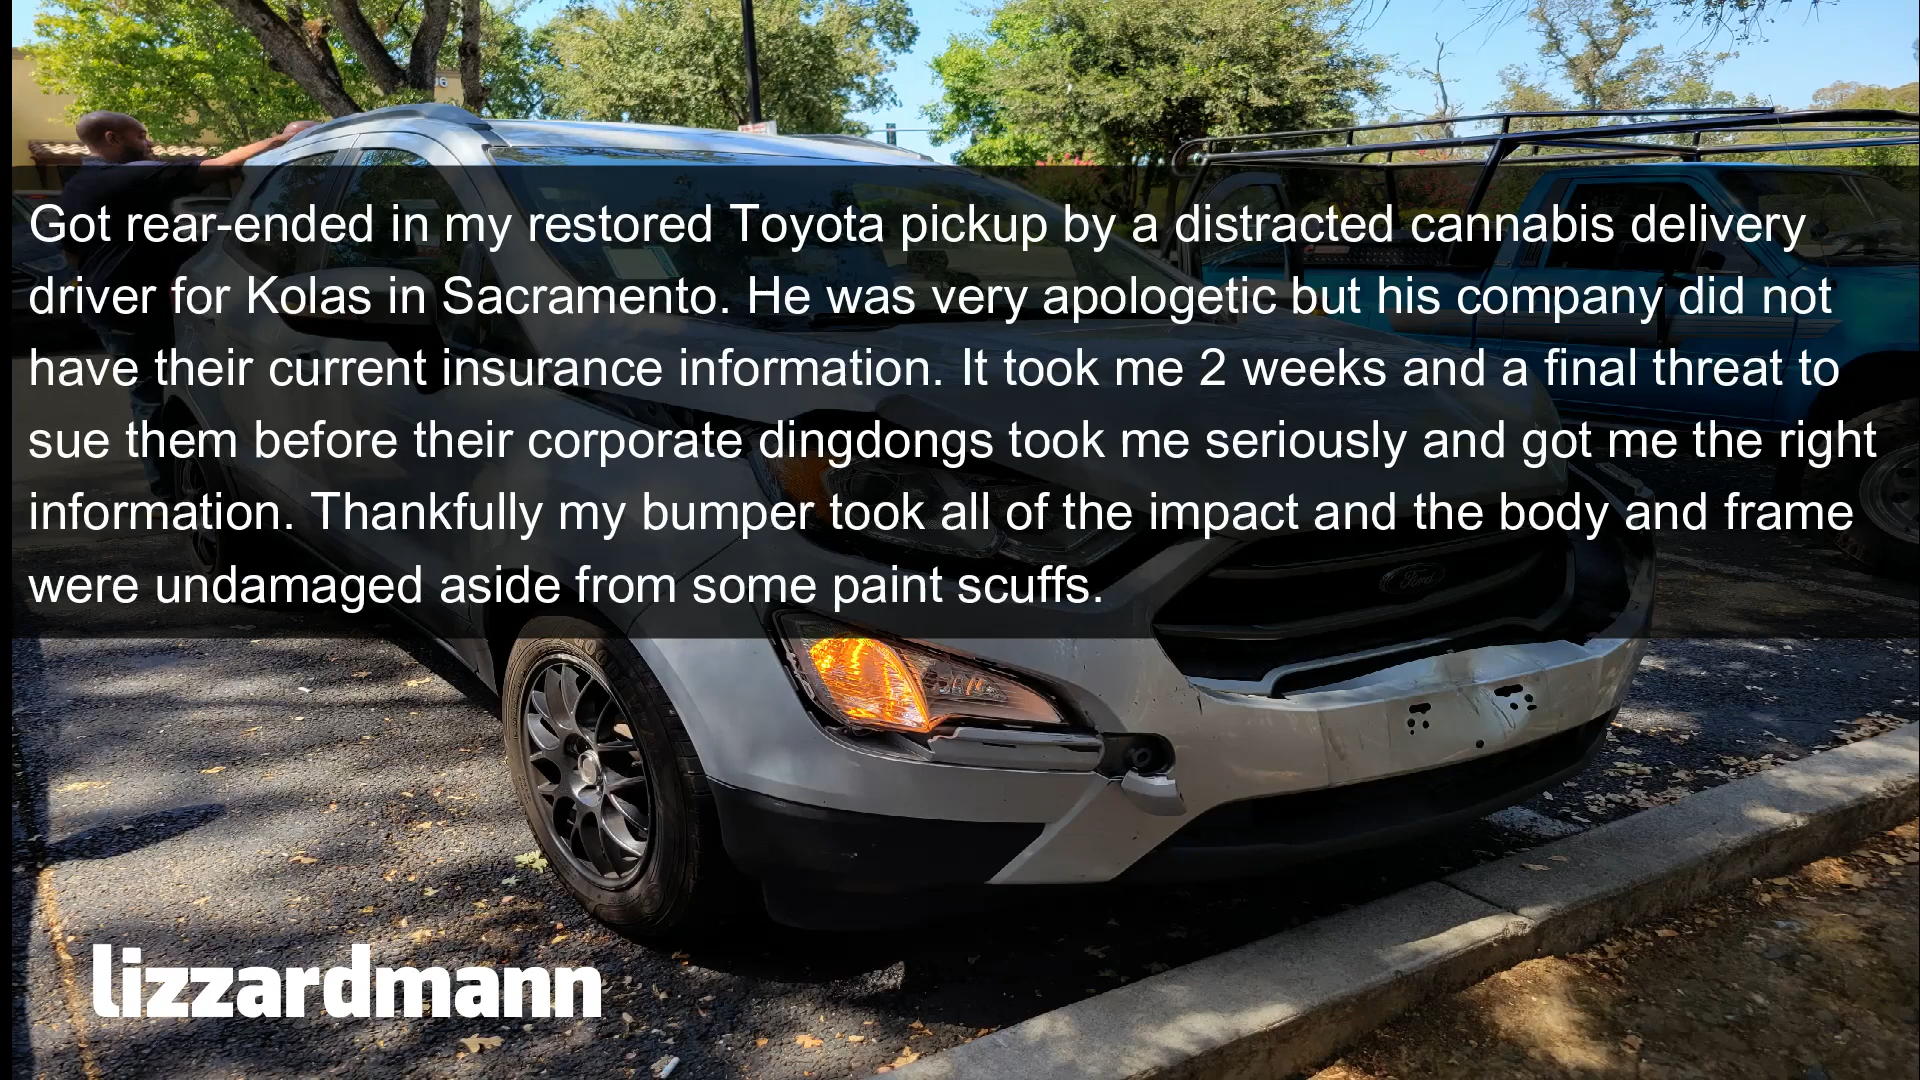 Got rear-ended in my restored Toyota pickup by a distracted cannabis delivery
driver for Kolas in Sacramento. He was very apologetic but his company did not
have their current insurance information. It took me 2 weeks and a final threat to
sue them before their corporate dingdongs took me seriously and got me the right
information. Thankfully my bumper took all of the impact and the body and frame
were undamaged aside from some paint scuffs.
Ford
lizzardmann